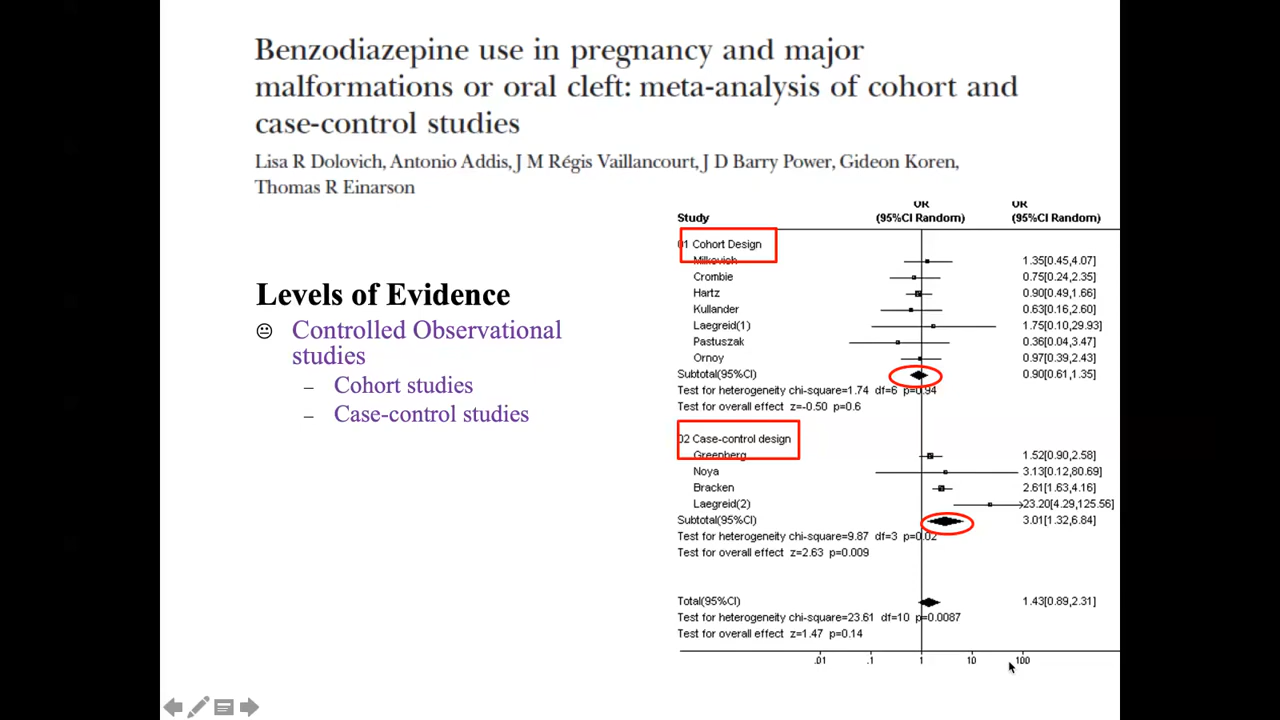 Benzodiazepine use in pregnancy and major
malformations or oral cleft: meta-analysis of cohort and
case-control studies
Lisa R Dolovich, Antonio Addis, J M Régis Vaillancourt, J D Barry Power, Gideon Koren,
Thomas R Einarson
Levels of Evidence
Controlled Observational
studies
– Cohort studies
– Case-control studies
OR OR
Study (95%CI Random) (95%CI Random)
01 Cohort Design
Milkovich 1.35[0.45,4.07]
Crombie 0.75[0.24,2.35]
Hartz 0.90[0.49,1.66]
Kullander 0.63[0.16,2.60]
Laegreid(1) 1.75[0.10,29.93]
Pastuszak 0.36[0.04,3.47]
Ornoy 0.97[0.39,2.43]
Subtotal(95%CI) 0.90[0.61,1.35]
Test for heterogeneity chi-square=1.74 df=6 p=0.94
Test for overall effect z=-0.50 p=0.6
02 Case-control design
Greenberg 1.52[0.90,2.58]
Noya 3.13[0.12,80.69]
Bracken 2.61[1.63,4.16]
Laegreid(2) 23.20[4.29,125.56]
Subtotal(95%CI) 3.01[1.32,6.84]
Test for heterogeneity chi-square=9.87 df=3 p=0.02
Test for overall effect z=2.63 p=0.009
Total(95%CI) 1.43[0.89,2.31]
Test for heterogeneity chi-square=23.61 df=10 p=0.0087
Test for overall effect z=1.47 p=0.14
.01 .1 1 10 100